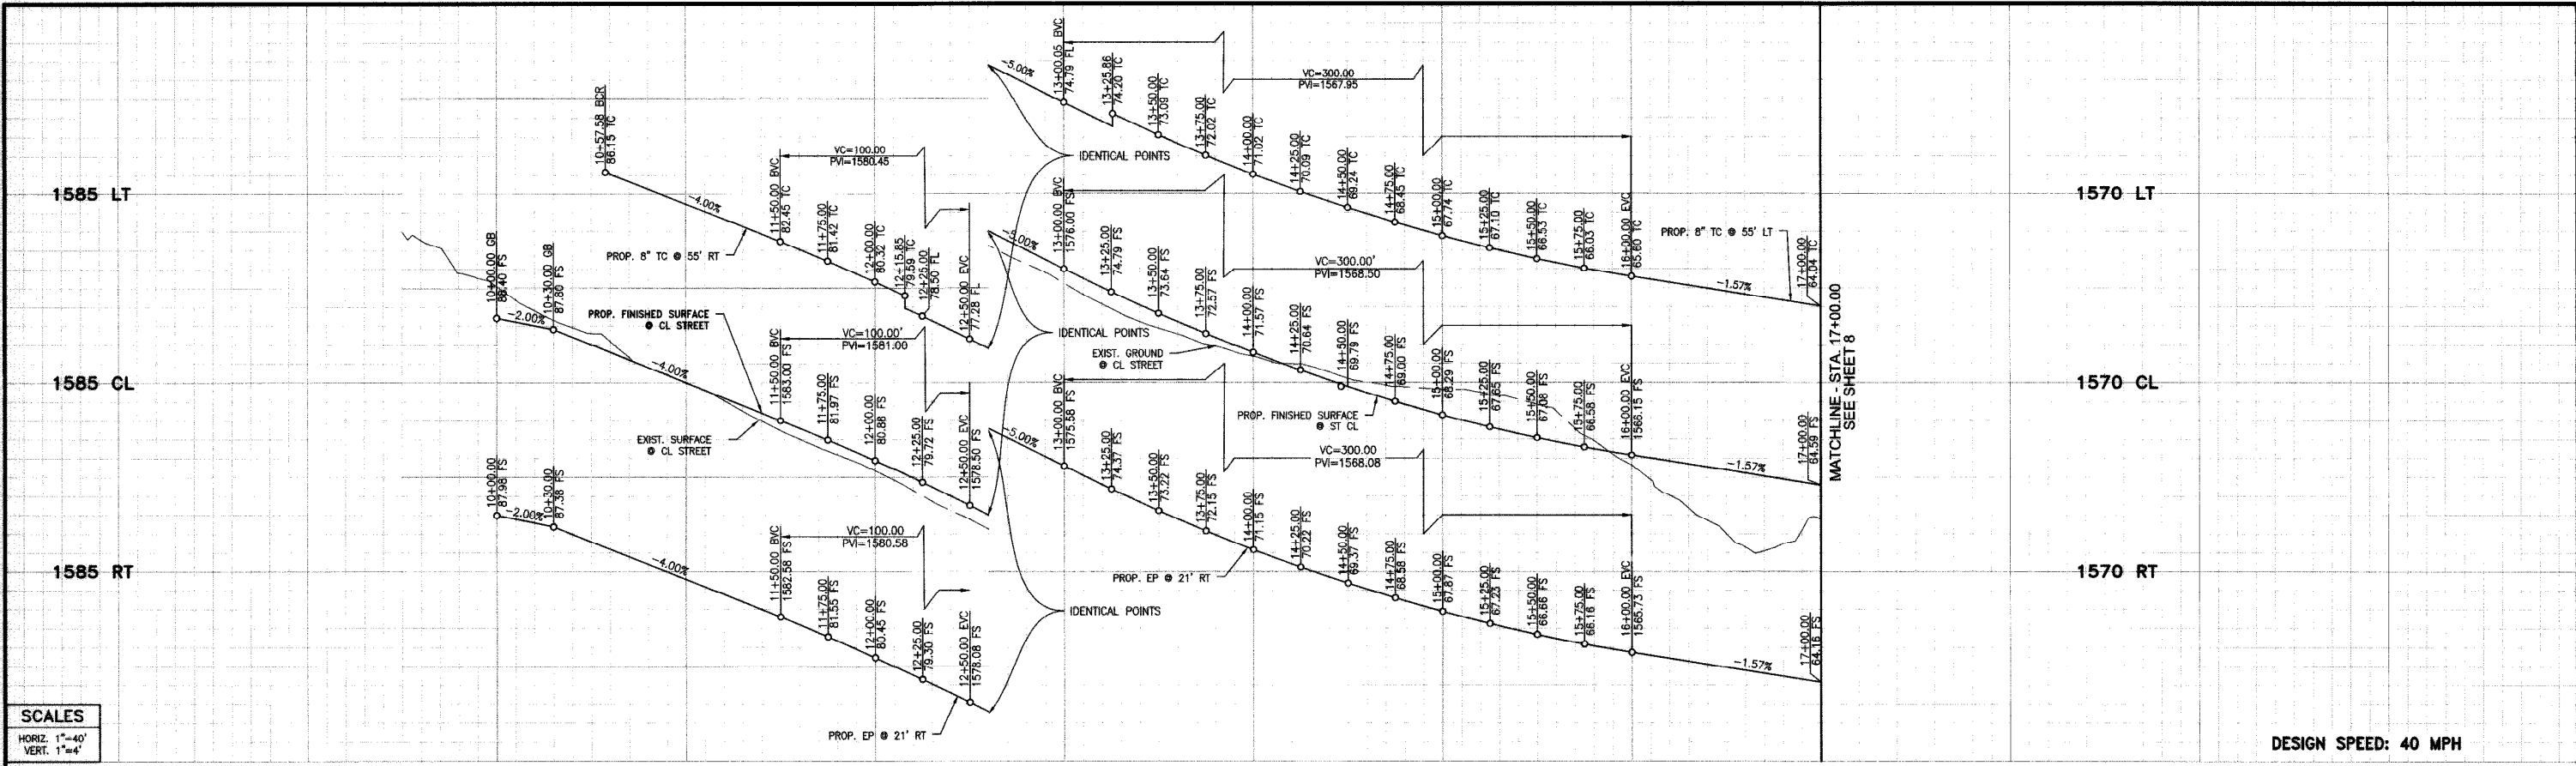 1585 LT
10+57.58 BCR
86.15 TC
-4.00%
PROP. 8" TC @ 55' RT
11+50.00 BVC
82.45 TC
VC=100.00
PVI=1580.45
11+75.00
81.42 TC
12+00.00
80.32 TC
12+15.85
79.59 TC
12+25.00
78.50 FL
12+50.00 EVC
77.28 FL
-5.00%
13+00.05 BVC
74.79 FL
13+25.86
74.20 TC
13+50.00
73.09 TC
13+75.00
72.02 TC
VC=300.00
PVI=1567.95
14+00.00
71.02 TC
14+25.00
70.09 TC
14+50.00
69.24 TC
14+75.00
68.45 TC
15+00.00
67.74 TC
15+25.00
67.10 TC
15+50.00
66.53 TC
15+75.00
66.03 TC
16+00.00 EVC
65.60 TC
-1.57%
PROP. 8" TC @ 55' LT
17+00.00
64.04 TC
1570 LT
IDENTICAL POINTS
1585 CL
10+00.00 GB
88.40 FS
-2.00%
10+30.00 GB
87.80 FS
-4.00%
PROP. FINISHED SURFACE
@ CL STREET
EXIST. SURFACE
@ CL STREET
11+50.00 BVC
1583.00 FS
VC=100.00'
PVI=1581.00
11+75.00
81.97 FS
12+00.00
80.88 FS
12+25.00
79.72 FS
12+50.00 EVC
1578.50 FS
IDENTICAL POINTS
-5.00%
13+00.00 BVC
1576.00 FS
13+25.00
74.79 FS
13+50.00
73.64 FS
13+75.00
72.57 FS
VC=300.00'
PVI=1568.50
EXIST. GROUND
@ CL STREET
14+00.00
71.57 FS
14+25.00
70.64 FS
14+50.00
69.79 FS
14+75.00
69.00 FS
15+00.00
68.29 FS
15+25.00
67.65 FS
15+50.00
67.08 FS
15+75.00
66.58 FS
16+00.00 EVC
1566.15 FS
PROP. FINISHED SURFACE
@ ST CL
-1.57%
17+00.00
64.59 FS
MATCHLINE - STA. 17+00.00
SEE SHEET 8
1570 CL
1585 RT
10+00.00
87.98 FS
-2.00%
10+30.00
87.38 FS
-4.00%
11+50.00 BVC
1582.58 FS
VC=100.00
PVI=1580.58
11+75.00
81.55 FS
12+00.00
80.45 FS
12+25.00
79.30 FS
12+50.00 EVC
1578.08 FS
PROP. EP @ 21' RT
IDENTICAL POINTS
-5.00%
13+00.00 BVC
1575.58 FS
13+25.00
74.37 FS
13+50.00
73.22 FS
13+75.00
72.15 FS
VC=300.00
PVI=1568.08
PROP. EP @ 21' RT
14+00.00
71.15 FS
14+25.00
70.22 FS
14+50.00
69.37 FS
14+75.00
68.58 FS
15+00.00
67.87 FS
15+25.00
67.23 FS
15+50.00
66.66 FS
15+75.00
66.16 FS
16+00.00 EVC
1565.73 FS
-1.57%
17+00.00
64.16 FS
1570 RT
SCALES
HORIZ. 1"=40'
VERT. 1"=4'
DESIGN SPEED: 40 MPH